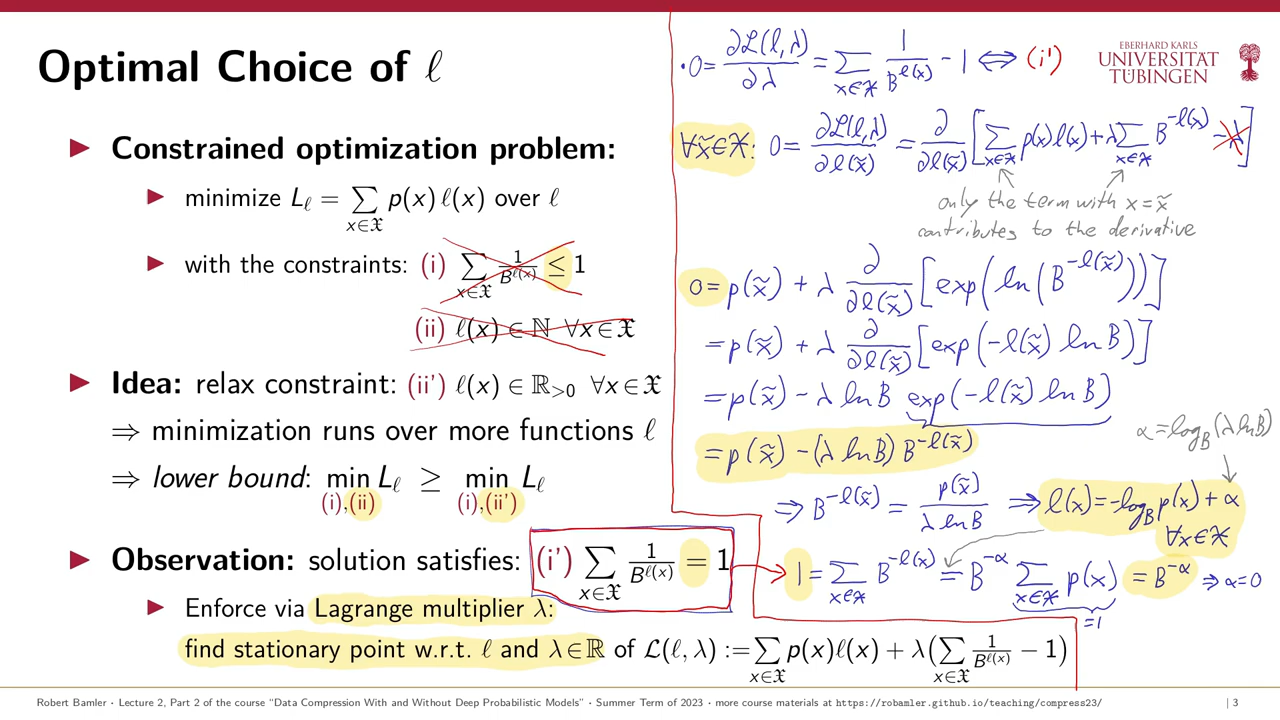 Optimal Choice of ℓ
▶ Constrained optimization problem:
▶ minimize L_ℓ = ∑_{x∈𝔛} p(x) ℓ(x) over ℓ
▶ with the constraints: (i) ∑_{x∈𝔛} 1/B^{ℓ(x)} ≤ 1
(ii) ℓ(x) ∈ ℕ ∀x ∈ 𝔛
▶ Idea: relax constraint: (ii') ℓ(x) ∈ ℝ_{>0} ∀x ∈ 𝔛
⇒ minimization runs over more functions ℓ
⇒ lower bound: min_{(i),(ii)} L_ℓ ≥ min_{(i),(ii')} L_ℓ
▶ Observation: solution satisfies: (i') ∑_{x∈𝔛} 1/B^{ℓ(x)} = 1
▶ Enforce via Lagrange multiplier λ:
find stationary point w.r.t. ℓ and λ∈ℝ of ℒ(ℓ, λ) := ∑_{x∈𝔛} p(x)ℓ(x) + λ(∑_{x∈𝔛} 1/B^{ℓ(x)} − 1)
• 0 = ∂ℒ(ℓ,λ)/∂λ = ∑_{x∈𝔛} 1/B^{ℓ(x)} − 1 ⇔ (i')
EBERHARD KARLS
UNIVERSITÄT
TÜBINGEN
∀x̃∈𝔛: 0 = ∂ℒ(ℓ,λ)/∂ℓ(x̃) = ∂/∂ℓ(x̃) [∑_{x∈𝔛} p(x)ℓ(x) + λ∑_{x∈𝔛} B^{−ℓ(x̃)} − λ]
only the term with x = x̃
contributes to the derivative
0 = p(x̃) + λ ∂/∂ℓ(x̃) [exp(ln(B^{−ℓ(x̃)}))]
= p(x̃) + λ ∂/∂ℓ(x̃) [exp(−ℓ(x̃) ln B)]
= p(x̃) − λ ln B exp(−ℓ(x̃) ln B)
= p(x̃) − (λ ln B) B^{−ℓ(x̃)}
α = log_B(λ ln B)
⇒ B^{−ℓ(x̃)} = p(x̃)/(λ ln B) ⇒ ℓ(x) = −log_B p(x) + α
∀x∈𝔛
1 = ∑_{x∈𝔛} B^{−ℓ(x)} = B^{−α} ∑_{x∈𝔛} p(x) = B^{−α} ⇒ α=0
=1
Robert Bamler · Lecture 2, Part 2 of the course “Data Compression With and Without Deep Probabilistic Models” · Summer Term of 2023 · more course materials at https://robamler.github.io/teaching/compress23/ | 3